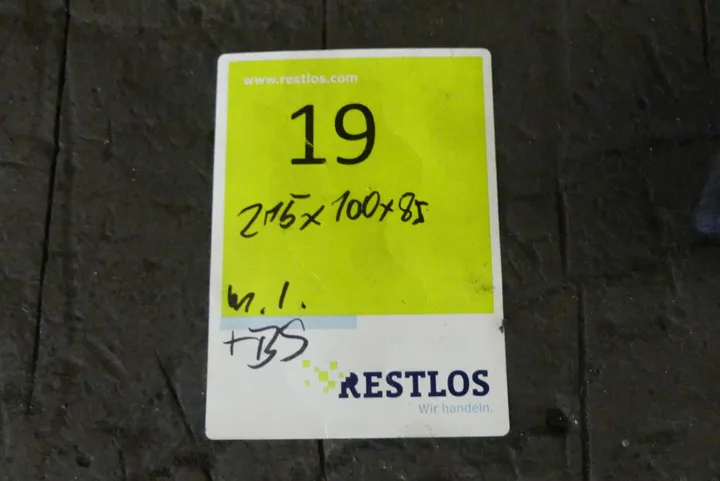 www.restlos.com
19
215x100x85
m. l.
+BS
RESTLOS
Wir handeln.